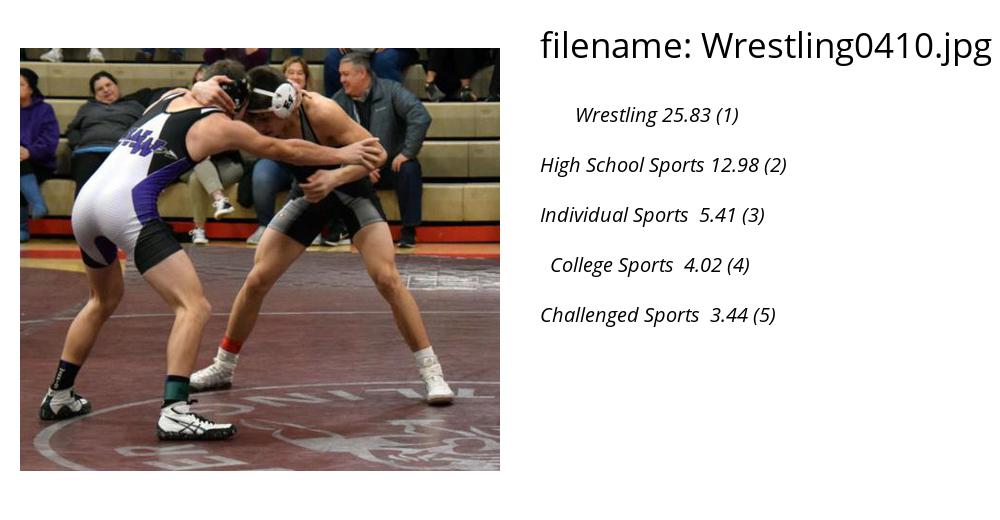 filename: Wrestling0410.jpg
Wrestling 25.83 (1)
High School Sports 12.98 (2)
Individual Sports 5.41 (3)
College Sports 4.02 (4)
Challenged Sports 3.44 (5)